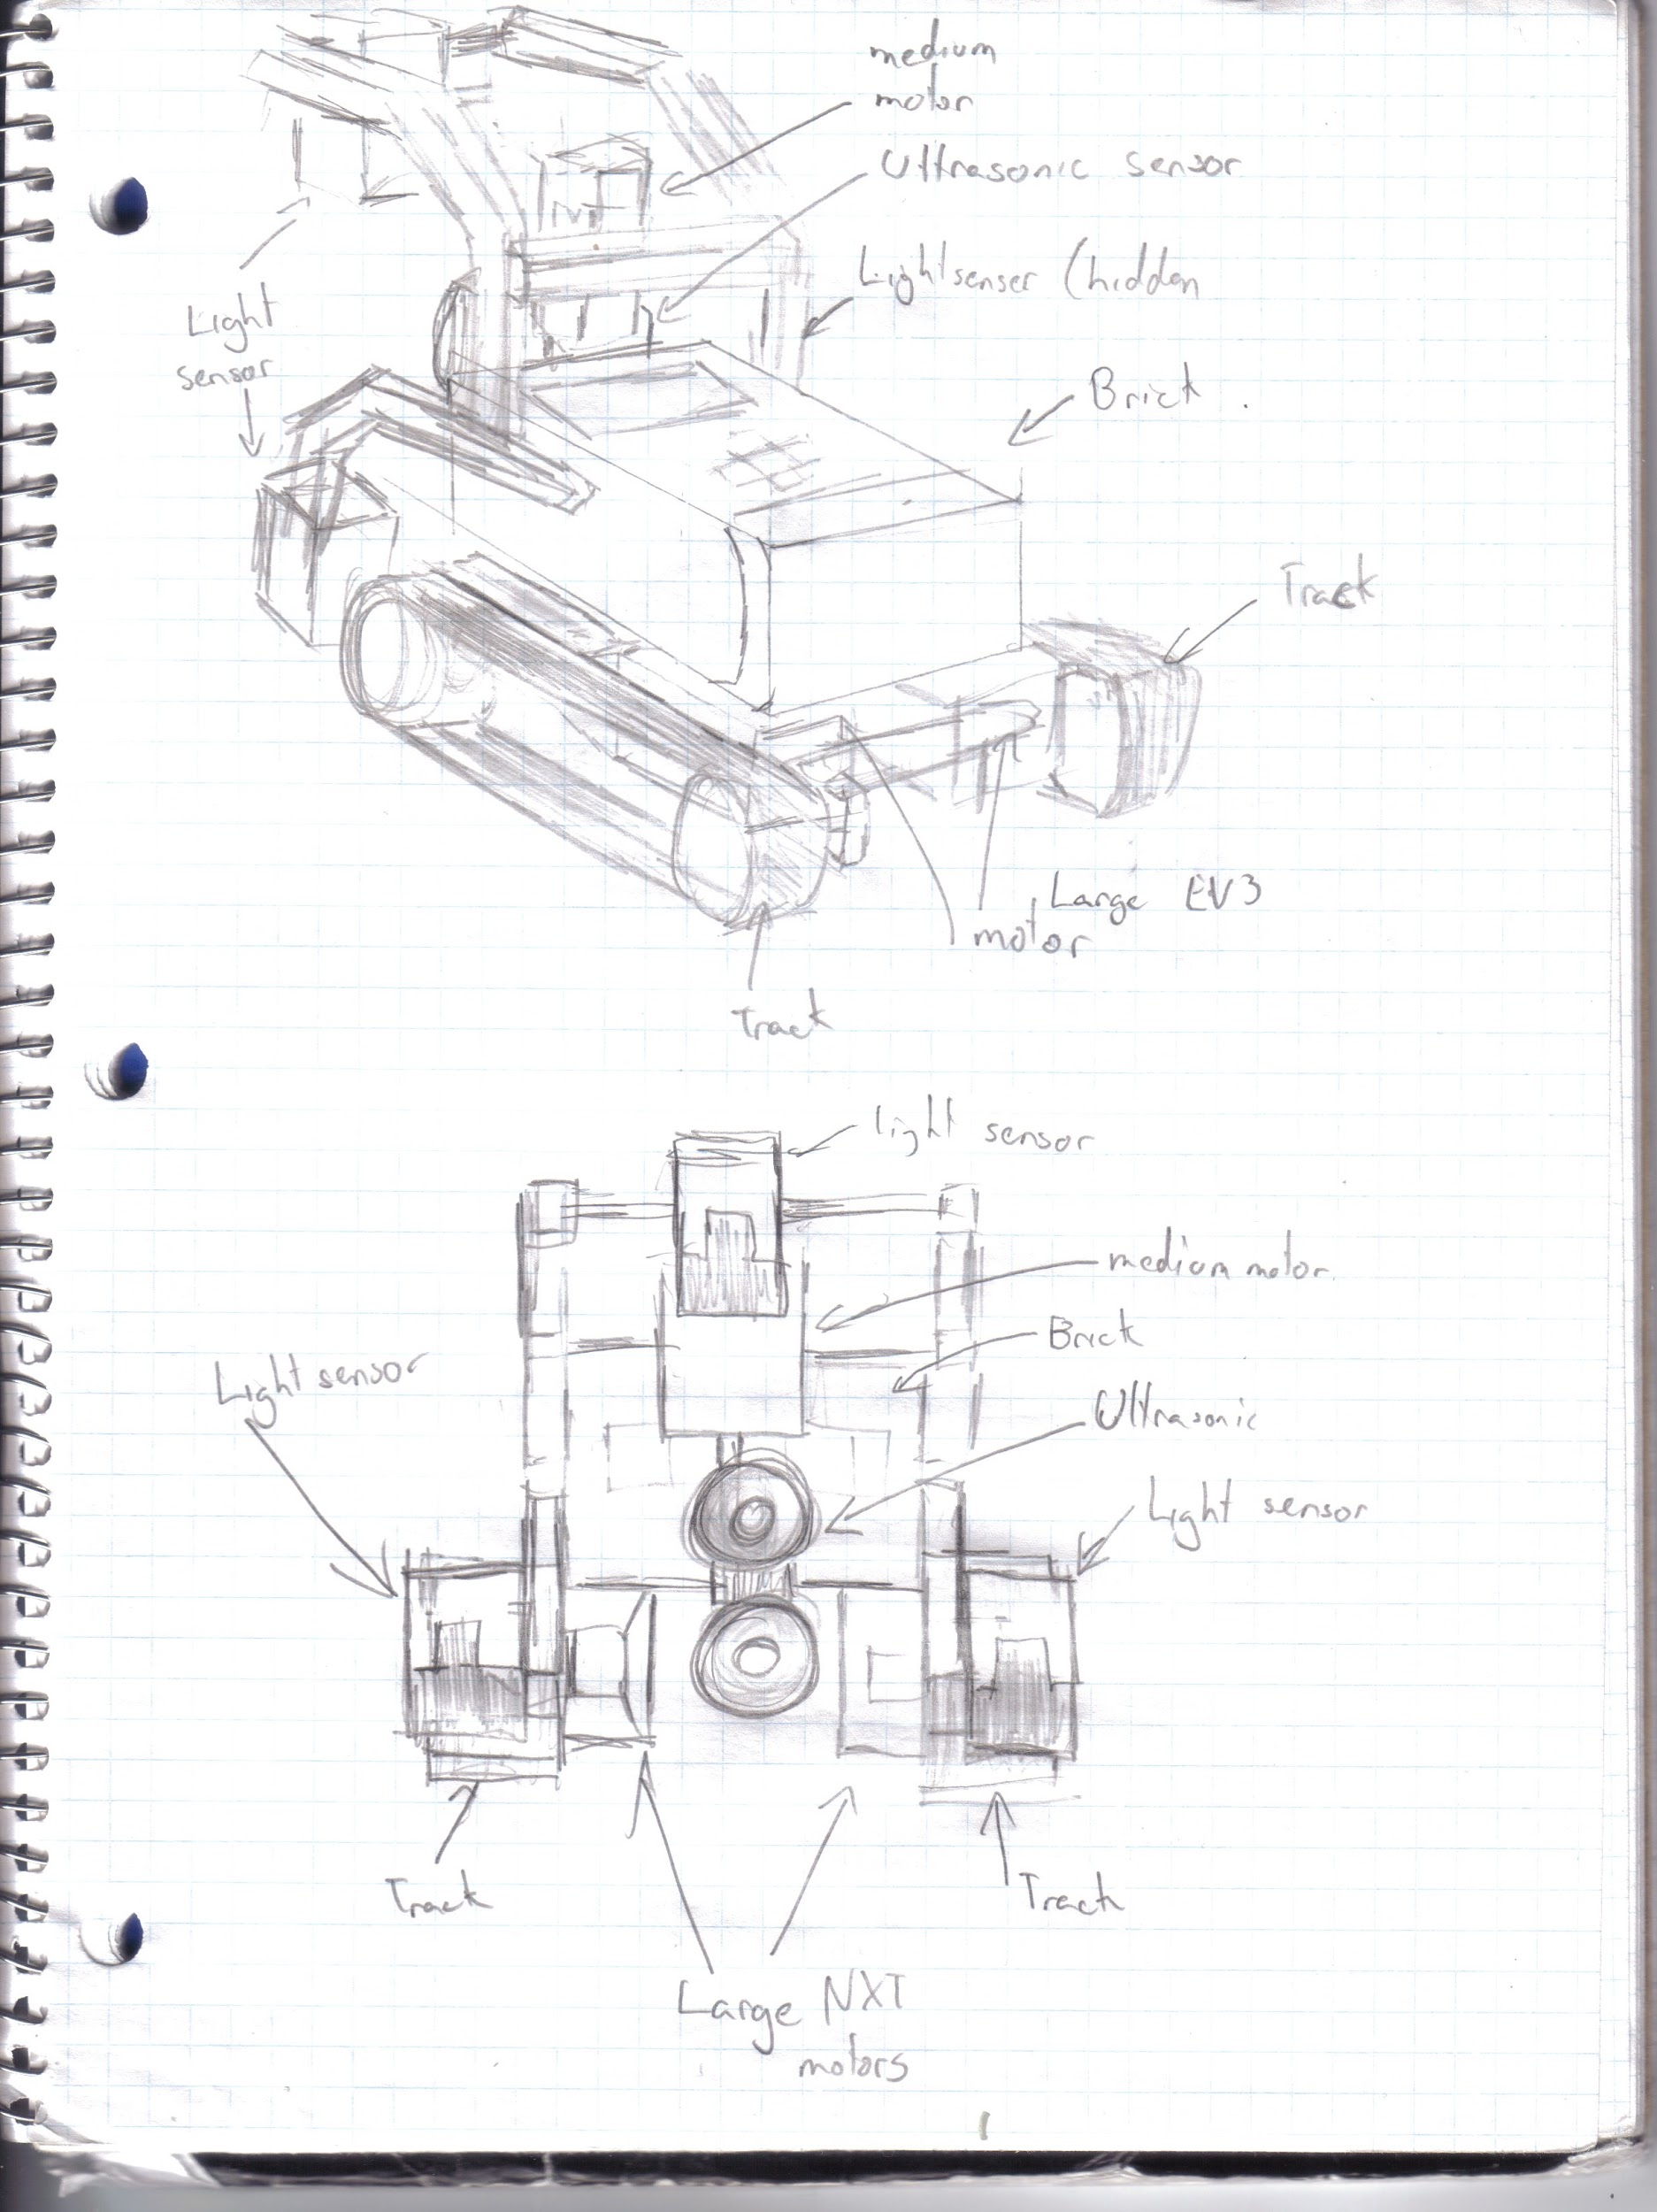 medium
motor
Ultrasonic sensor
Lightsenser (hidden
Light
sensor
Brick .
Track
Large EV3
motor
Track
light sensor
medium motor.
Brick
Light sensor
Ultrasonic
Light sensor
Track
Track
Large NXT
motors
1